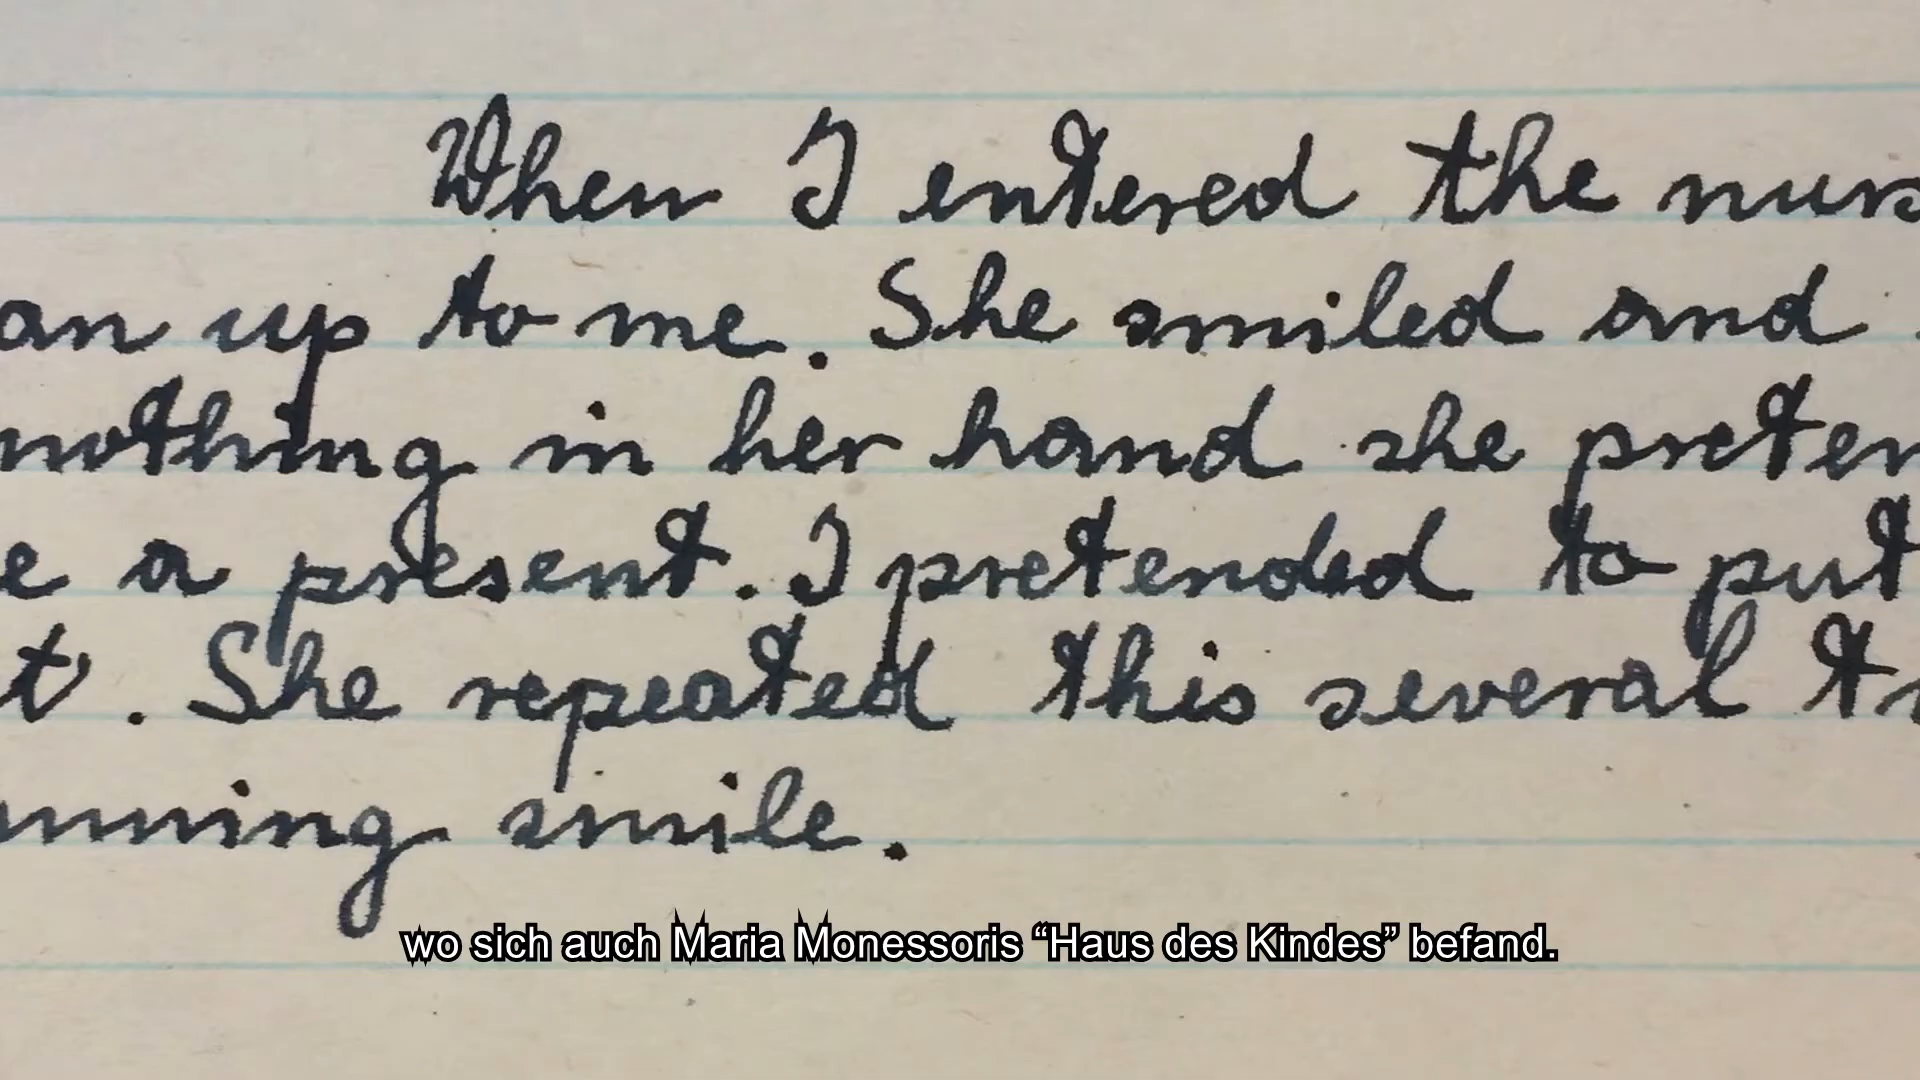 When I entered the nurs
an up to me. She smiled and
nothing in her hand she preten
e a present. I pretended to put
t. She repeated this several t
unning smile.
wo sich auch Maria Monessoris “Haus des Kindes” befand.